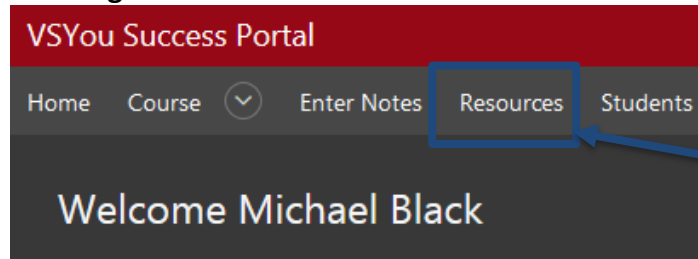 VSYou Success Portal
Home Course Enter Notes Resources Students
Welcome Michael Black